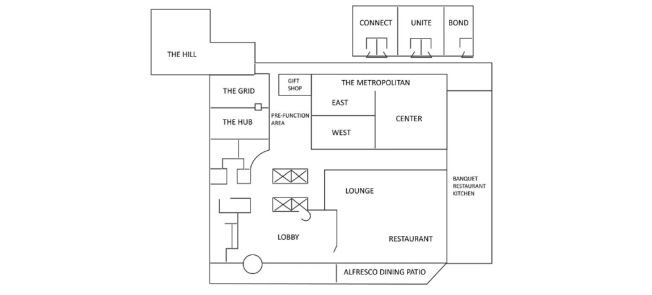 CONNECT
UNITE
BOND
THE HILL
GIFT
SHOP
THE METROPOLITAN
THE GRID
EAST
PRE-FUNCTION
AREA
CENTER
THE HUB
WEST
BANQUET
RESTAURANT
KITCHEN
LOUNGE
LOBBY
RESTAURANT
ALFRESCO DINING PATIO